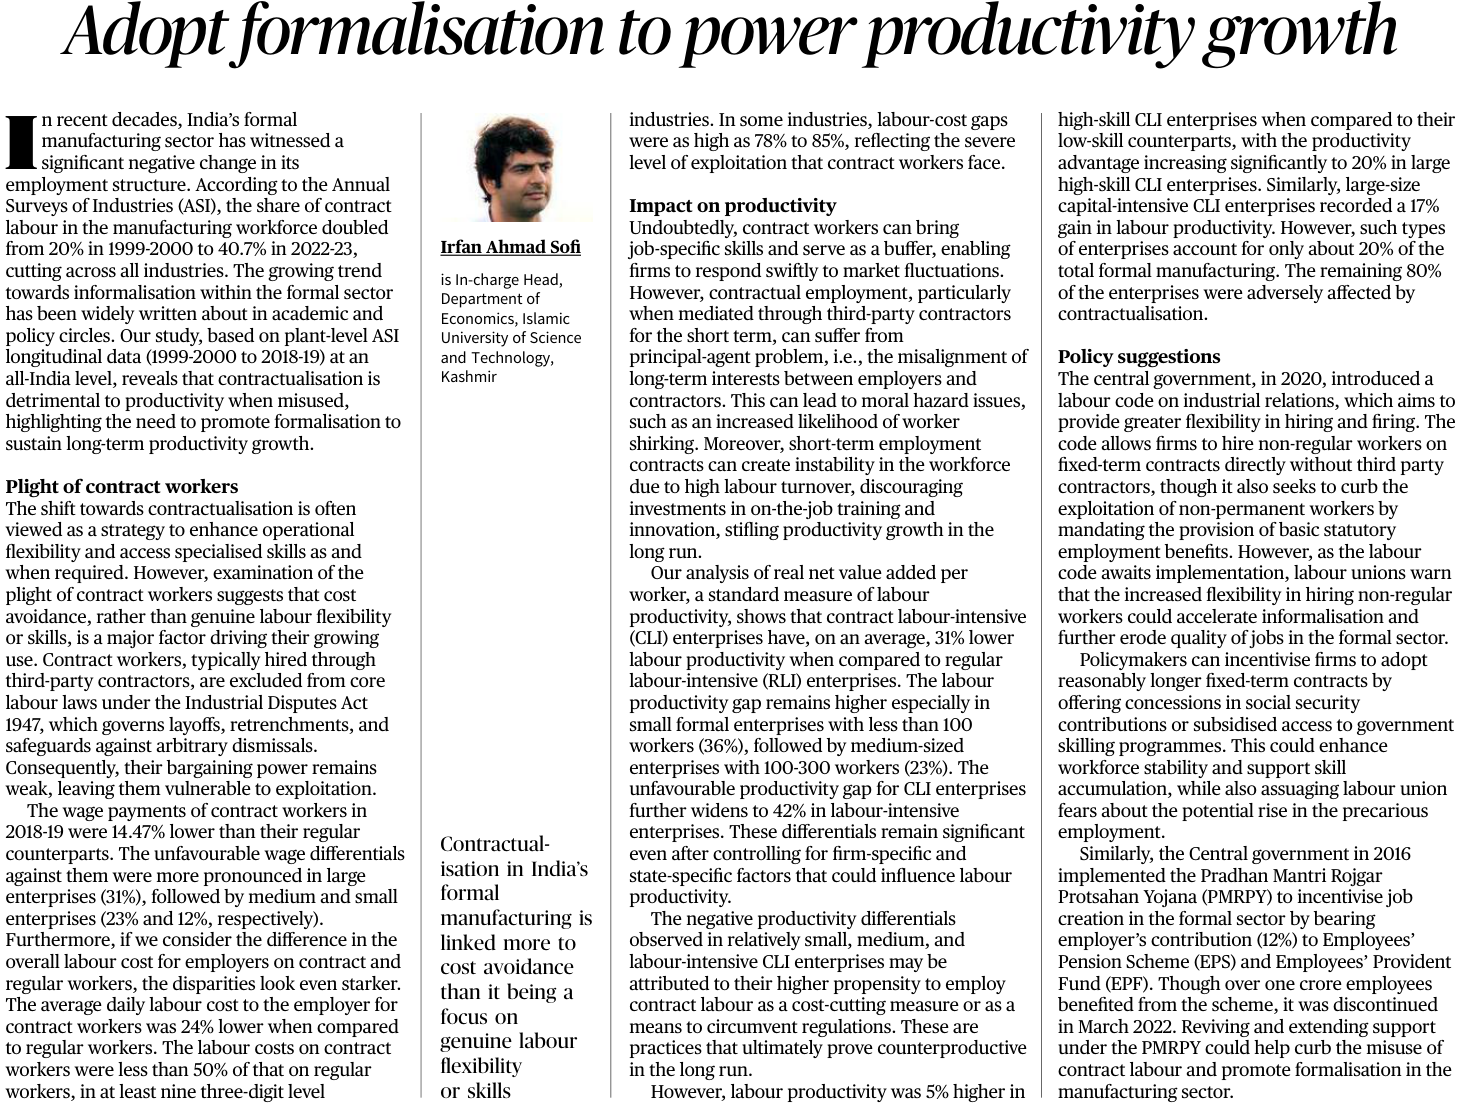 Adopt formalisation to power productivity growth
In recent decades, India's formal
manufacturing sector has witnessed a
significant negative change in its
employment structure. According to the Annual
Surveys of Industries (ASI), the share of contract
labour in the manufacturing workforce doubled
from 20% in 1999-2000 to 40.7% in 2022-23,
cutting across all industries. The growing trend
towards informalisation within the formal sector
has been widely written about in academic and
policy circles. Our study, based on plant-level ASI
longitudinal data (1999-2000 to 2018-19) at an
all-India level, reveals that contractualisation is
detrimental to productivity when misused,
highlighting the need to promote formalisation to
sustain long-term productivity growth.
Plight of contract workers
The shift towards contractualisation is often
viewed as a strategy to enhance operational
flexibility and access specialised skills as and
when required. However, examination of the
plight of contract workers suggests that cost
avoidance, rather than genuine labour flexibility
or skills, is a major factor driving their growing
use. Contract workers, typically hired through
third-party contractors, are excluded from core
labour laws under the Industrial Disputes Act
1947, which governs layoffs, retrenchments, and
safeguards against arbitrary dismissals.
Consequently, their bargaining power remains
weak, leaving them vulnerable to exploitation.
The wage payments of contract workers in
2018-19 were 14.47% lower than their regular
counterparts. The unfavourable wage differentials
against them were more pronounced in large
enterprises (31%), followed by medium and small
enterprises (23% and 12%, respectively).
Furthermore, if we consider the difference in the
overall labour cost for employers on contract and
regular workers, the disparities look even starker.
The average daily labour cost to the employer for
contract workers was 24% lower when compared
to regular workers. The labour costs on contract
workers were less than 50% of that on regular
workers, in at least nine three-digit level
Irfan Ahmad Sofi
is In-charge Head,
Department of
Economics, Islamic
University of Science
and Technology,
Kashmir
Contractual-
isation in India's
formal
manufacturing is
linked more to
cost avoidance
than it being a
focus on
genuine labour
flexibility
or skills
industries. In some industries, labour-cost gaps
were as high as 78% to 85%, reflecting the severe
level of exploitation that contract workers face.
Impact on productivity
Undoubtedly, contract workers can bring
job-specific skills and serve as a buffer, enabling
firms to respond swiftly to market fluctuations.
However, contractual employment, particularly
when mediated through third-party contractors
for the short term, can suffer from
principal-agent problem, i.e., the misalignment of
long-term interests between employers and
contractors. This can lead to moral hazard issues,
such as an increased likelihood of worker
shirking. Moreover, short-term employment
contracts can create instability in the workforce
due to high labour turnover, discouraging
investments in on-the-job training and
innovation, stifling productivity growth in the
long run.
Our analysis of real net value added per
worker, a standard measure of labour
productivity, shows that contract labour-intensive
(CLI) enterprises have, on an average, 31% lower
labour productivity when compared to regular
labour-intensive (RLI) enterprises. The labour
productivity gap remains higher especially in
small formal enterprises with less than 100
workers (36%), followed by medium-sized
enterprises with 100-300 workers (23%). The
unfavourable productivity gap for CLI enterprises
further widens to 42% in labour-intensive
enterprises. These differentials remain significant
even after controlling for firm-specific and
state-specific factors that could influence labour
productivity.
The negative productivity differentials
observed in relatively small, medium, and
labour-intensive CLI enterprises may be
attributed to their higher propensity to employ
contract labour as a cost-cutting measure or as a
means to circumvent regulations. These are
practices that ultimately prove counterproductive
in the long run.
However, labour productivity was 5% higher in
high-skill CLI enterprises when compared to their
low-skill counterparts, with the productivity
advantage increasing significantly to 20% in large
high-skill CLI enterprises. Similarly, large-size
capital-intensive CLI enterprises recorded a 17%
gain in labour productivity. However, such types
of enterprises account for only about 20% of the
total formal manufacturing. The remaining 80%
of the enterprises were adversely affected by
contractualisation.
Policy suggestions
The central government, in 2020, introduced a
labour code on industrial relations, which aims to
provide greater flexibility in hiring and firing. The
code allows firms to hire non-regular workers on
fixed-term contracts directly without third party
contractors, though it also seeks to curb the
exploitation of non-permanent workers by
mandating the provision of basic statutory
employment benefits. However, as the labour
code awaits implementation, labour unions warn
that the increased flexibility in hiring non-regular
workers could accelerate informalisation and
further erode quality of jobs in the formal sector.
Policymakers can incentivise firms to adopt
reasonably longer fixed-term contracts by
offering concessions in social security
contributions or subsidised access to government
skilling programmes. This could enhance
workforce stability and support skill
accumulation, while also assuaging labour union
fears about the potential rise in the precarious
employment.
Similarly, the Central government in 2016
implemented the Pradhan Mantri Rojgar
Protsahan Yojana (PMRPY) to incentivise job
creation in the formal sector by bearing
employer's contribution (12%) to Employees'
Pension Scheme (EPS) and Employees' Provident
Fund (EPF). Though over one crore employees
benefited from the scheme, it was discontinued
in March 2022. Reviving and extending support
under the PMRPY could help curb the misuse of
contract labour and promote formalisation in the
manufacturing sector.